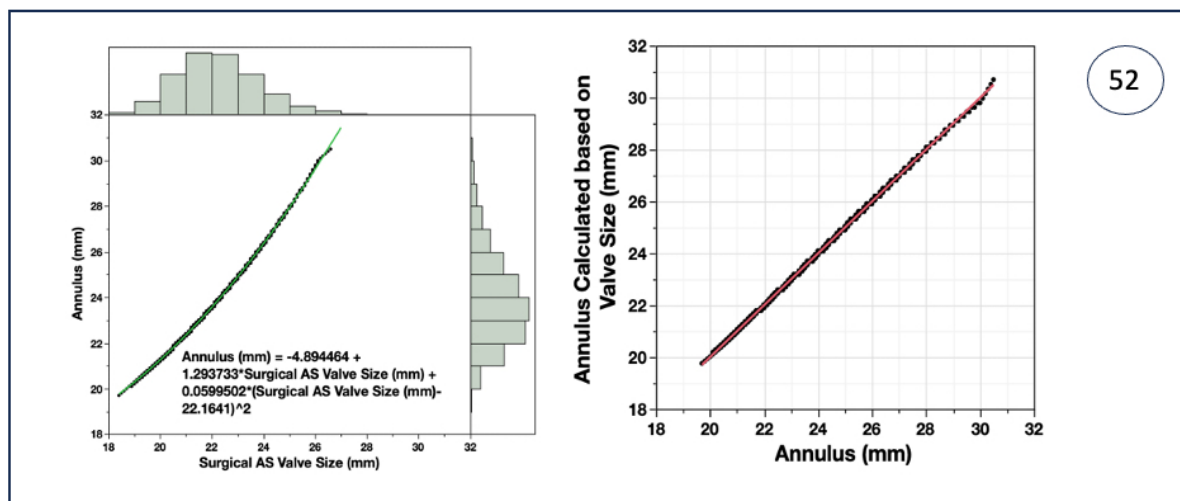 32
30
28
26
24
22
20
18
Annulus (mm)
Annulus (mm) = -4.894464 +
1.293733*Surgical AS Valve Size (mm) +
0.0599502*(Surgical AS Valve Size (mm)-
22.1641)^2
18 20 22 24 26 28 30 32
Surgical AS Valve Size (mm)
32
30
28
26
24
22
20
18
Annulus Calculated based on
Valve Size (mm)
18 20 22 24 26 28 30 32
Annulus (mm)
52